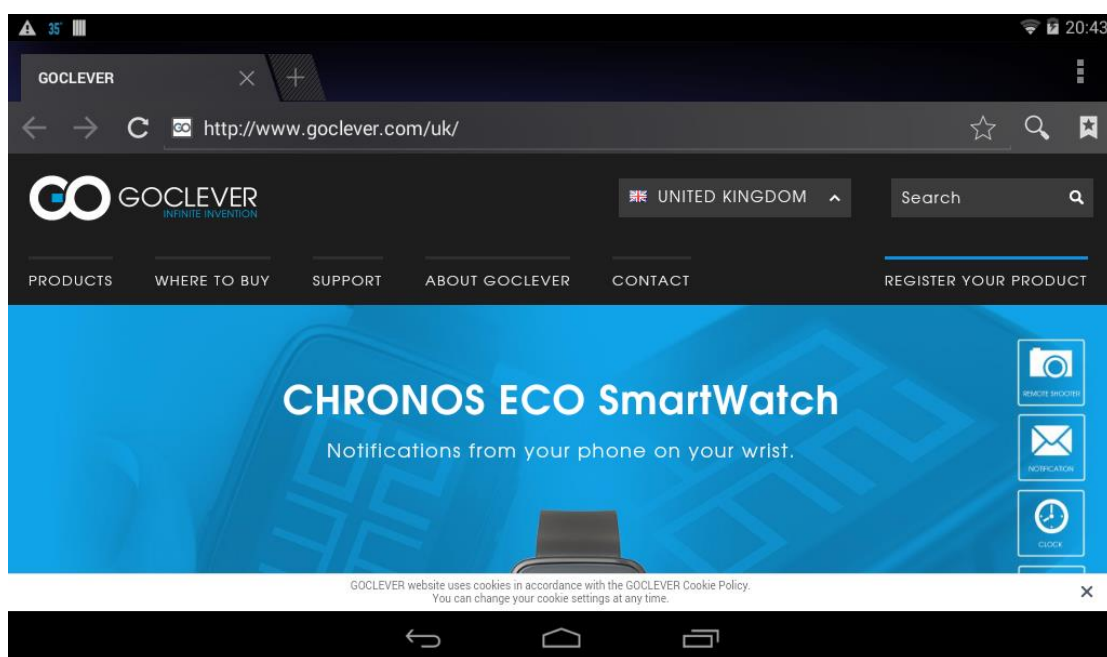 35°
20:43
GOCLEVER
http://www.goclever.com/uk/
GOCLEVER
INFINITE INVENTION
UNITED KINGDOM
Search
PRODUCTS WHERE TO BUY SUPPORT ABOUT GOCLEVER CONTACT REGISTER YOUR PRODUCT
CHRONOS ECO SmartWatch
Notifications from your phone on your wrist.
REMOTE SHOOTER
NOTIFICATION
CLOCK
GOCLEVER website uses cookies in accordance with the GOCLEVER Cookie Policy.
You can change your cookie settings at any time.